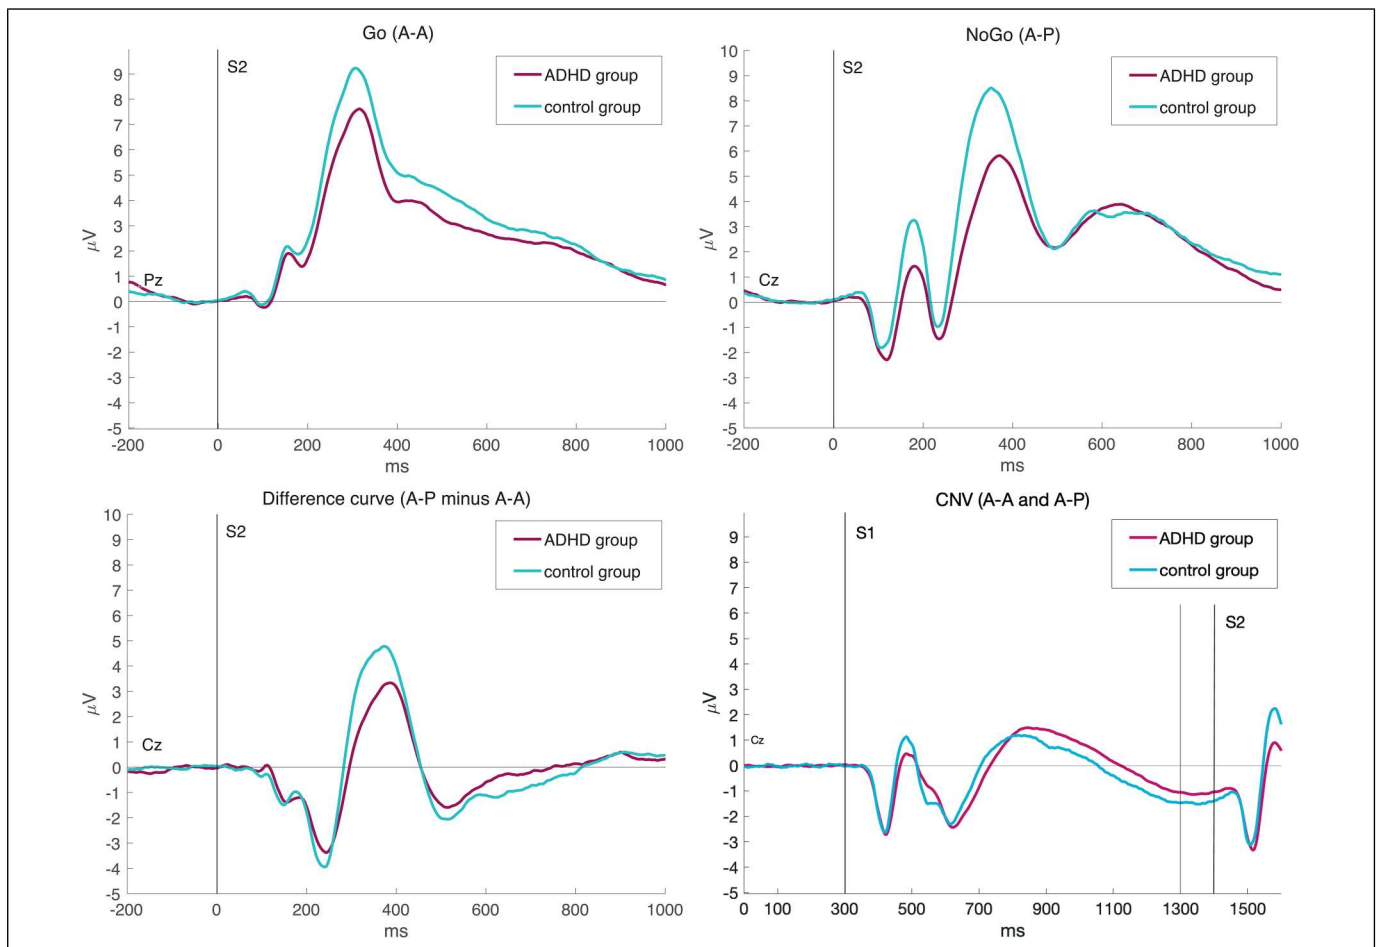 Go (A-A)
S2
ADHD group
control group
9
8
7
6
5
4
3
2
1
0
-1
-2
-3
-4
-5
μV
Pz
-200 0 200 400 600 800 1000
ms
NoGo (A-P)
S2
ADHD group
control group
10
9
8
7
6
5
4
3
2
1
0
-1
-2
-3
-4
-5
μV
Cz
-200 0 200 400 600 800 1000
ms
Difference curve (A-P minus A-A)
S2
ADHD group
control group
10
9
8
7
6
5
4
3
2
1
0
-1
-2
-3
-4
-5
μV
Cz
-200 0 200 400 600 800 1000
ms
CNV (A-A and A-P)
S1
ADHD group
control group
S2
9
8
7
6
5
4
3
2
1
0
-1
-2
-3
-4
-5
μV
Cz
0 100 300 500 700 900 1100 1300 1500
ms